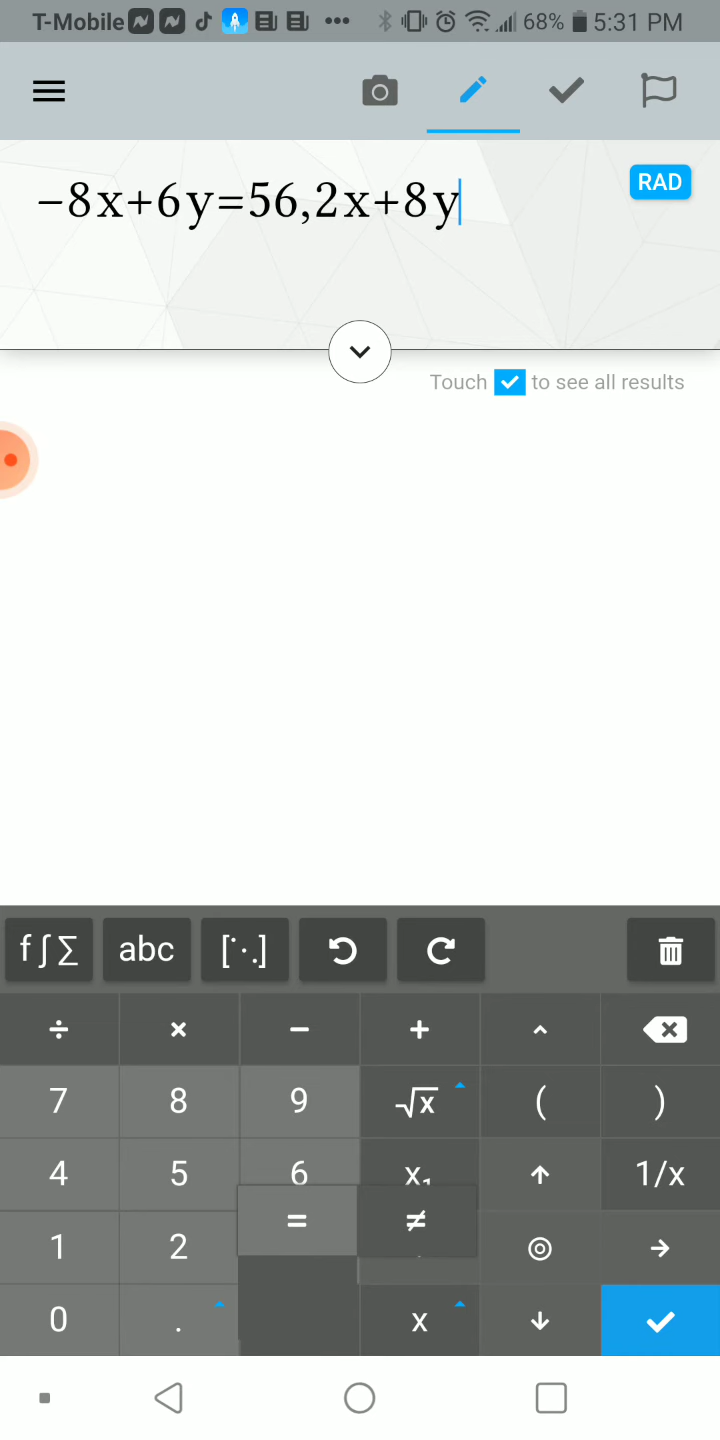 T-Mobile ••• 68% 5:31 PM
−8x+6y=56,2x+8y
RAD
Touch to see all results
f∫∑ abc [⋱]
÷ × − + ^
7 8 9 √x ( )
4 5 6 x₁ ↑ 1/x
= ≠
1 2 ⊚ →
0 . x ↓